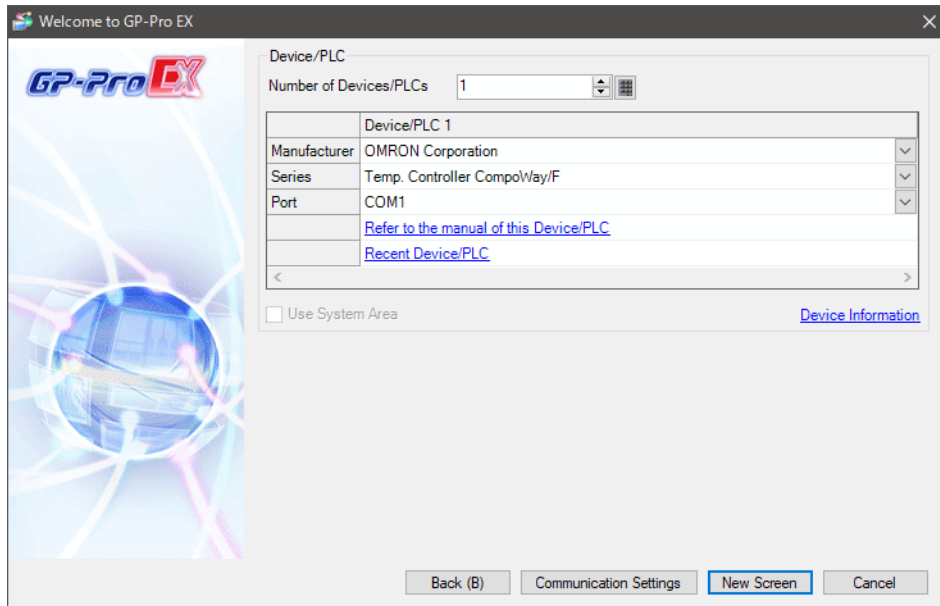 Welcome to GP-Pro EX
GP-Pro EX
Device/PLC
Number of Devices/PLCs 1
Device/PLC 1
Manufacturer OMRON Corporation
Series Temp. Controller CompoWay/F
Port COM1
Refer to the manual of this Device/PLC
Recent Device/PLC
Use System Area Device Information
Back (B) Communication Settings New Screen Cancel